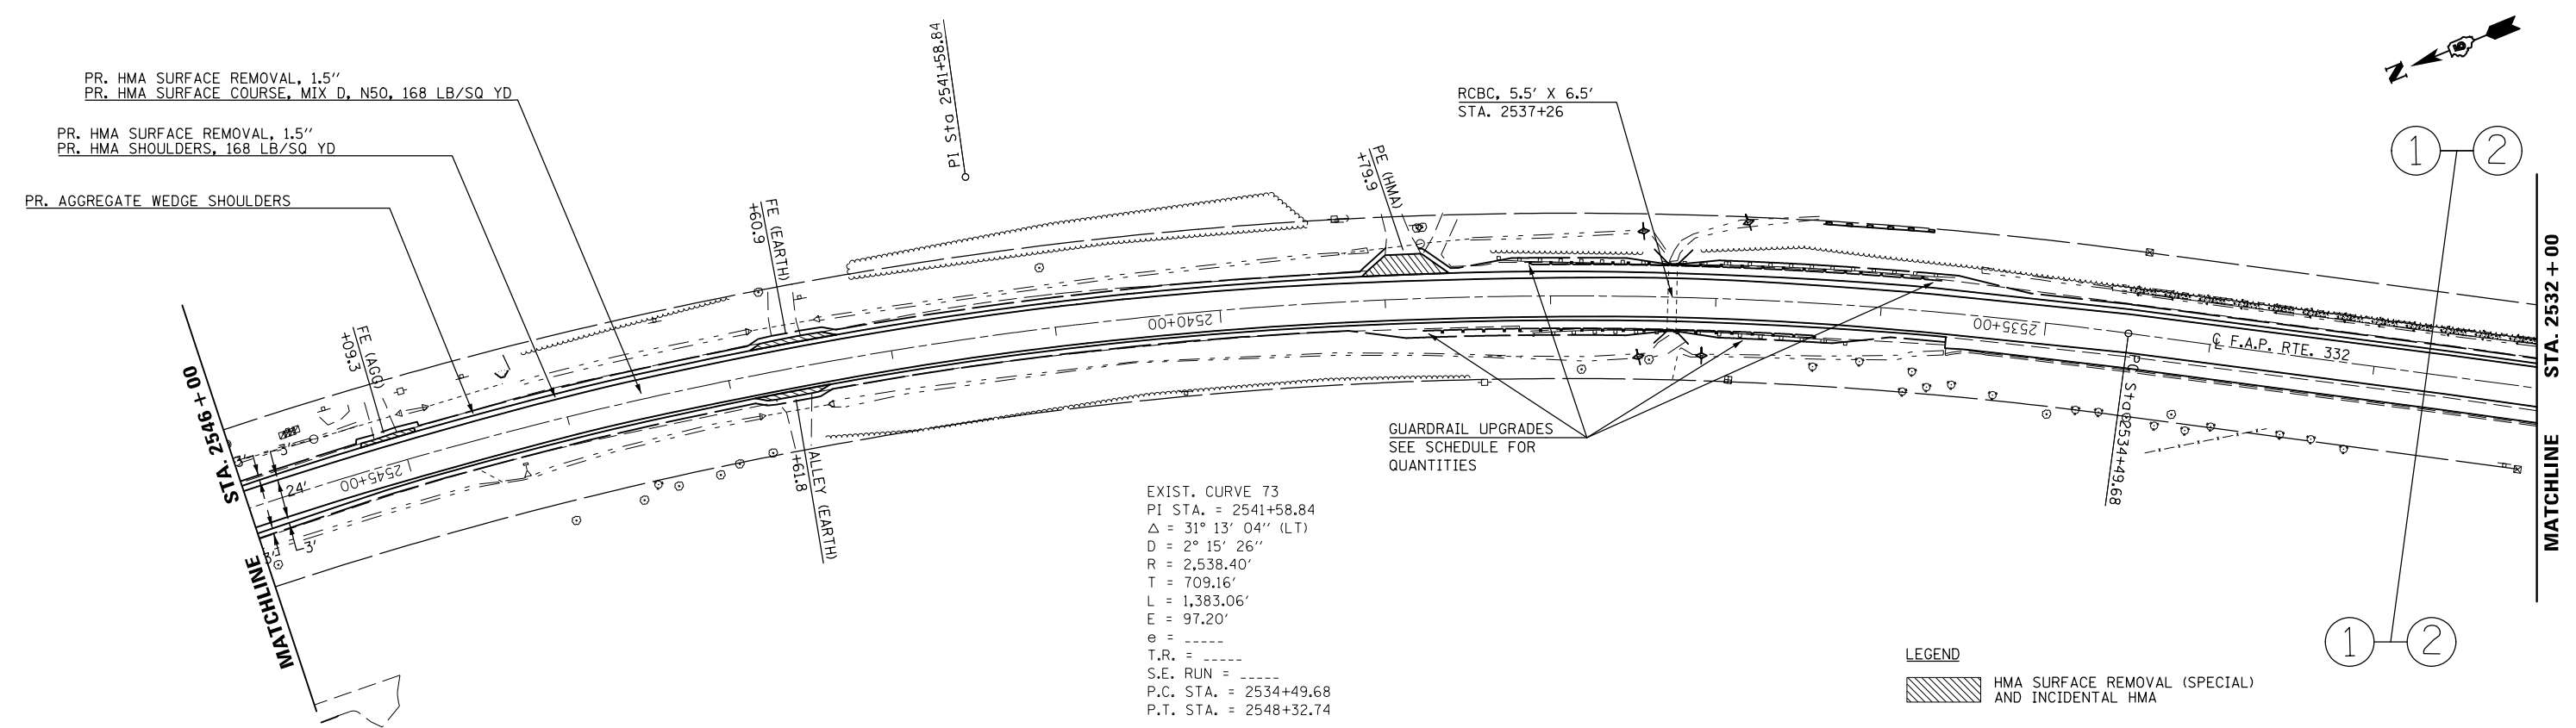 PR. HMA SURFACE REMOVAL, 1.5"
PR. HMA SURFACE COURSE, MIX D, N50, 168 LB/SQ YD
PR. HMA SURFACE REMOVAL, 1.5"
PR. HMA SHOULDERS, 168 LB/SQ YD
PR. AGGREGATE WEDGE SHOULDERS
PI Sta 2541+58.84
FE (EARTH)
+60.9
PE (HMA)
+79.9
RCBC, 5.5' X 6.5'
STA. 2537+26
N
1
2
STA. 2532+00
MATCHLINE
FE (AGG)
+09.3
STA. 2546+00
MATCHLINE
3'
3'
24'
3'
3'
2545+00
2540+00
2535+00
℄ F.A.P. RTE. 332
PC Sta 2534+49.68
ALLEY (EARTH)
+61.8
GUARDRAIL UPGRADES
SEE SCHEDULE FOR
QUANTITIES
EXIST. CURVE 73
PI STA. = 2541+58.84
△ = 31° 13' 04" (LT)
D = 2° 15' 26"
R = 2,538.40'
T = 709.16'
L = 1,383.06'
E = 97.20'
e = _____
T.R. = _____
S.E. RUN = _____
P.C. STA. = 2534+49.68
P.T. STA. = 2548+32.74
1
2
LEGEND
HMA SURFACE REMOVAL (SPECIAL)
AND INCIDENTAL HMA